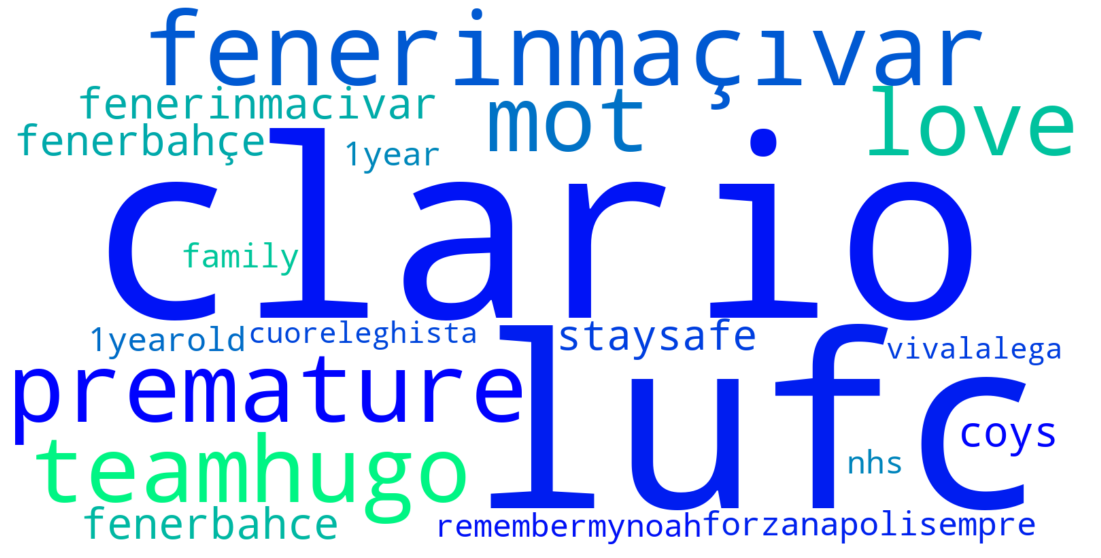 fenerinmaçıvar
fenerinmacivar
mot
love
fenerbahçe
1year
clario
family
1yearold
cuoreleghista
staysafe
vivalalega
premature
lufc
coys
teamhugo
nhs
fenerbahce
remembermynoah
forzanapolisempre